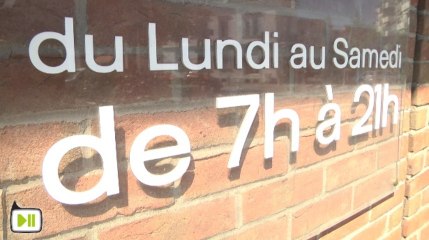 du Lundi au Samedi
de 7h à 21h